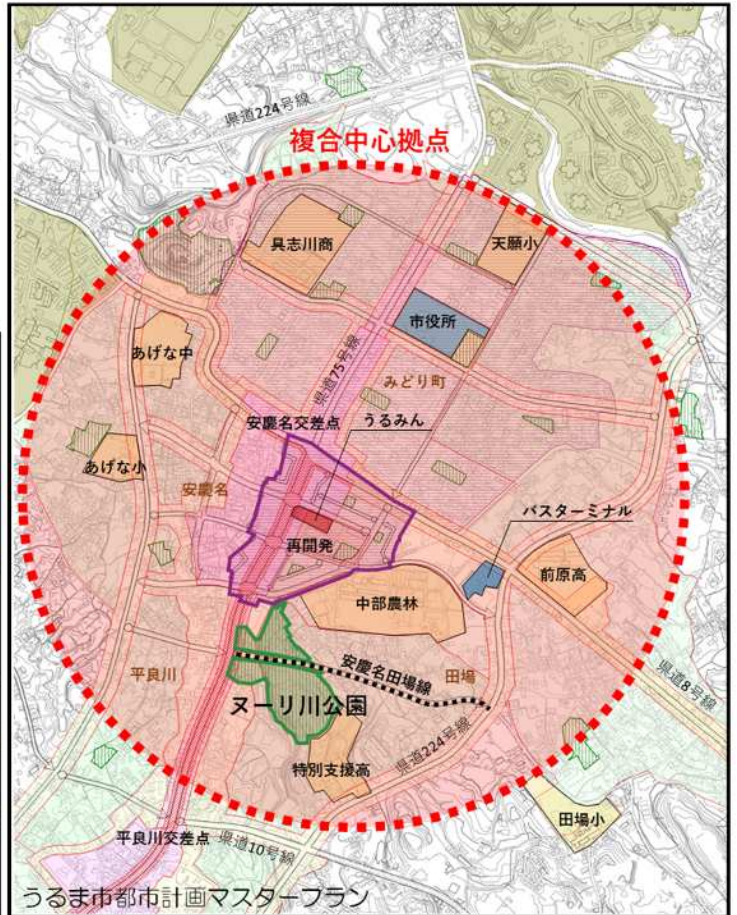 県道224号線
複合中心拠点
具志川商
天願小
市役所
あげな中
県道75号線
みどり町
安慶名交差点
うるみん
あげな小
安慶名
バスターミナル
再開発
前原高
中部農林
安慶名田場線
田場
平良川
県道8号線
ヌーリ川公園
県道224号線
特別支援高
田場小
平良川交差点
県道10号線
うるま市都市計画マスタープラン